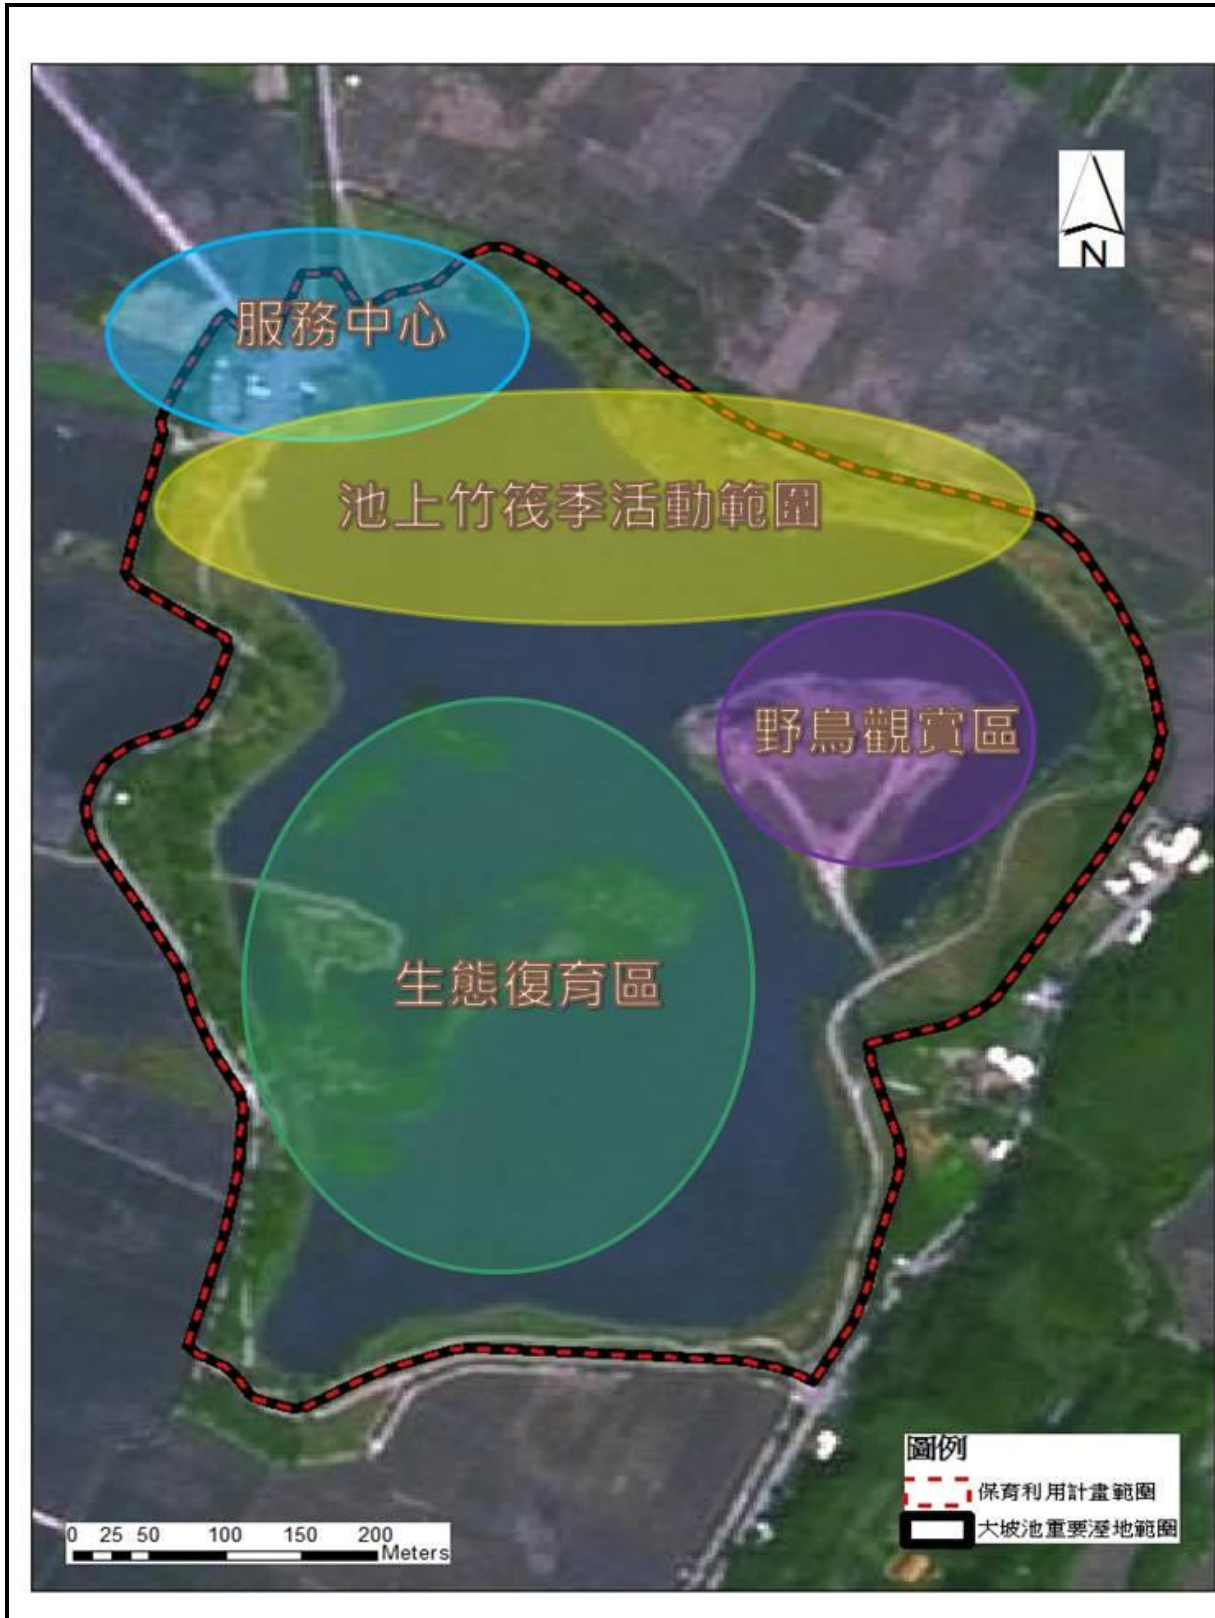 N
服務中心
池上竹筏季活動範圍
野鳥觀賞區
生態復育區
圖例
保育利用計畫範圍
大坡池重要溼地範圍
0 25 50 100 150 200
Meters